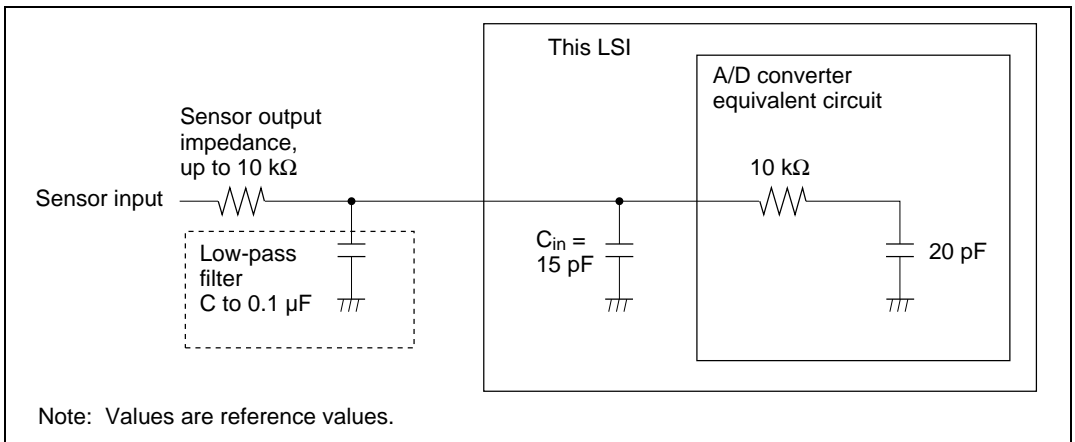 This LSI
A/D converter
equivalent circuit
Sensor output
impedance,
up to 10 kΩ
10 kΩ
Sensor input
Low-pass
filter
C to 0.1 µF
Cin =
15 pF
20 pF
Note: Values are reference values.